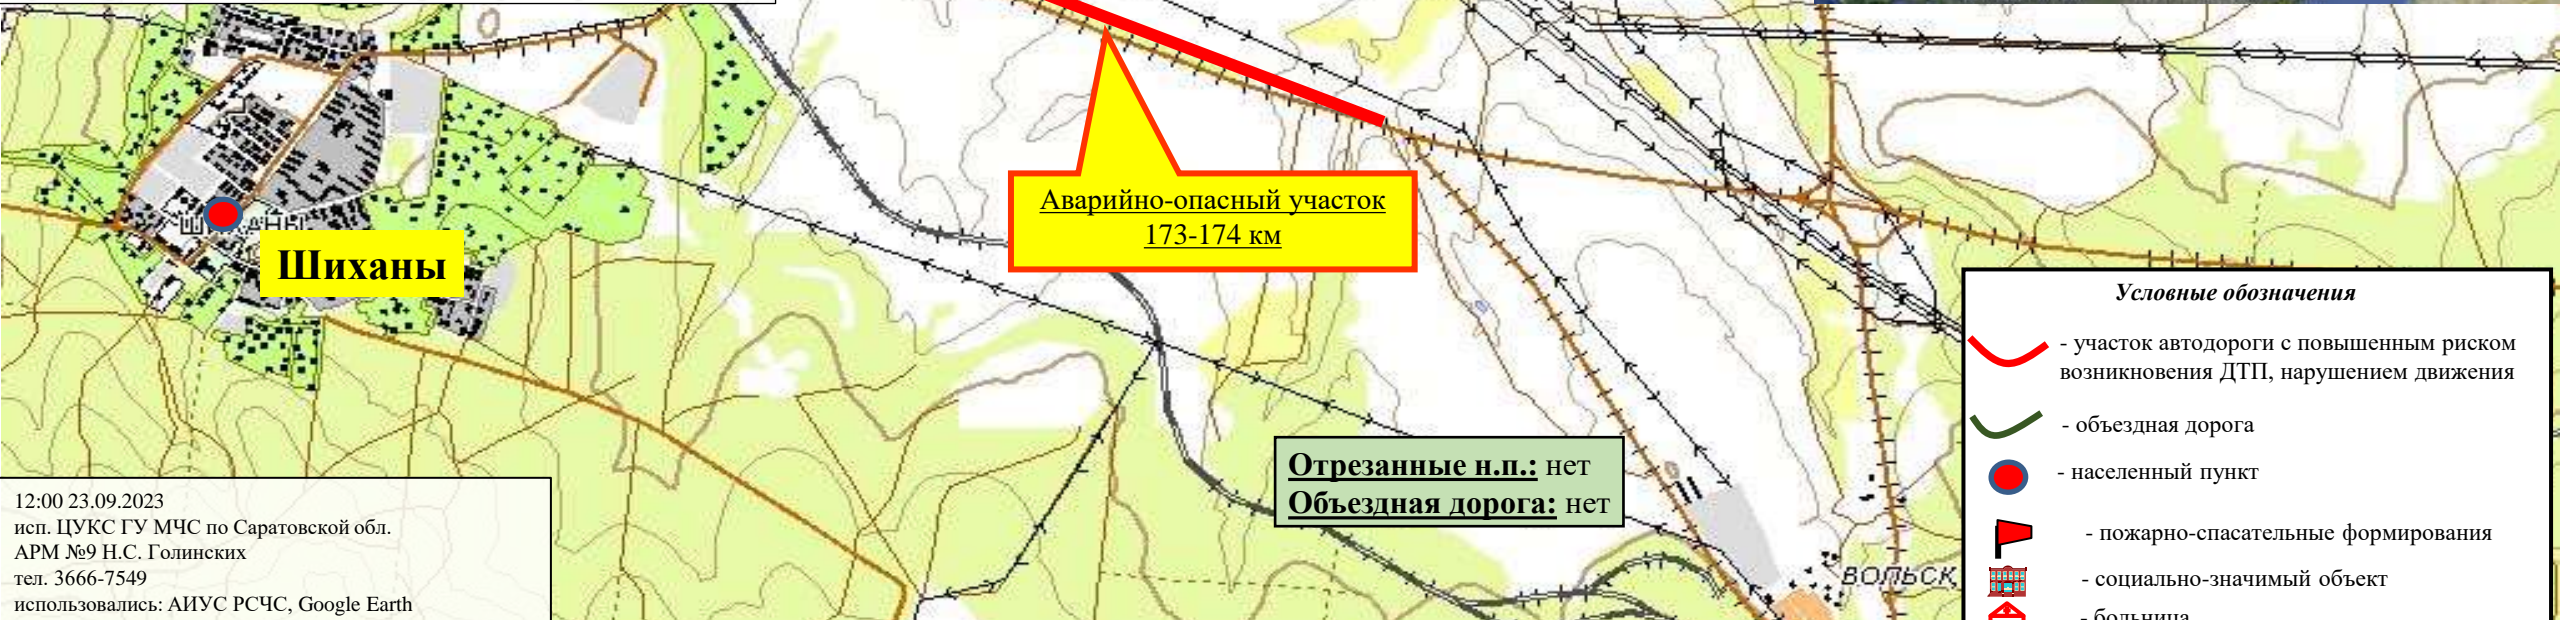 Аварийно-опасный участок
173-174 км
Шиханы
Отрезанные н.п.: нет
Объездная дорога: нет
12:00 23.09.2023
исп. ЦУКС ГУ МЧС по Саратовской обл.
АРМ №9 Н.С. Голинских
тел. 3666-7549
использовались: АИУС РСЧС, Google Earth
ВОЛЬСК
Условные обозначения
- участок автодороги с повышенным риском
возникновения ДТП, нарушением движения
- объездная дорога
- населенный пункт
- пожарно-спасательные формирования
- социально-значимый объект
- больница